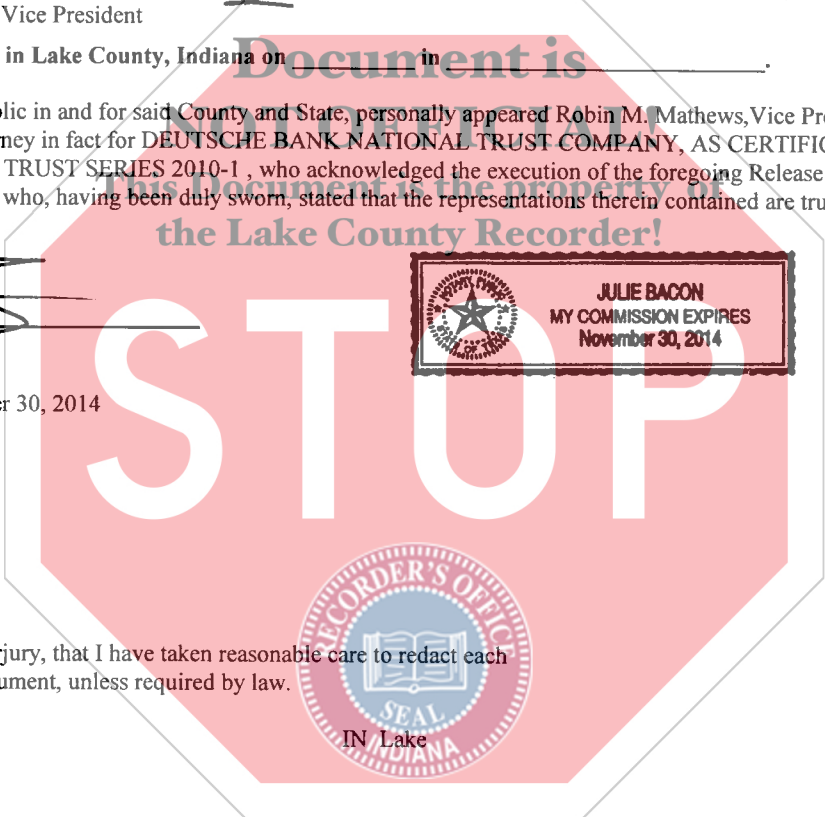 Vice President
Document is
in Lake County, Indiana on in .
lic in and for said County and State, personally appeared Robin M. Mathews,Vice Pre
NOT OFFICIAL!
ney in fact for DEUTSCHE BANK NATIONAL TRUST COMPANY, AS CERTIFIC
TRUST SERIES 2010-1 , who acknowledged the execution of the foregoing Release
This Document is the property of
who, having been duly sworn, stated that the representations therein contained are tru
the Lake County Recorder!
NOTARY PUBLIC
STATE OF TEXAS
JULIE BACON
MY COMMISSION EXPIRES
November 30, 2014
STOP
r 30, 2014
RECORDER'S OFFICE
jury, that I have taken reasonable care to redact each
ument, unless required by law.
SEAL
IN Lake
INDIANA